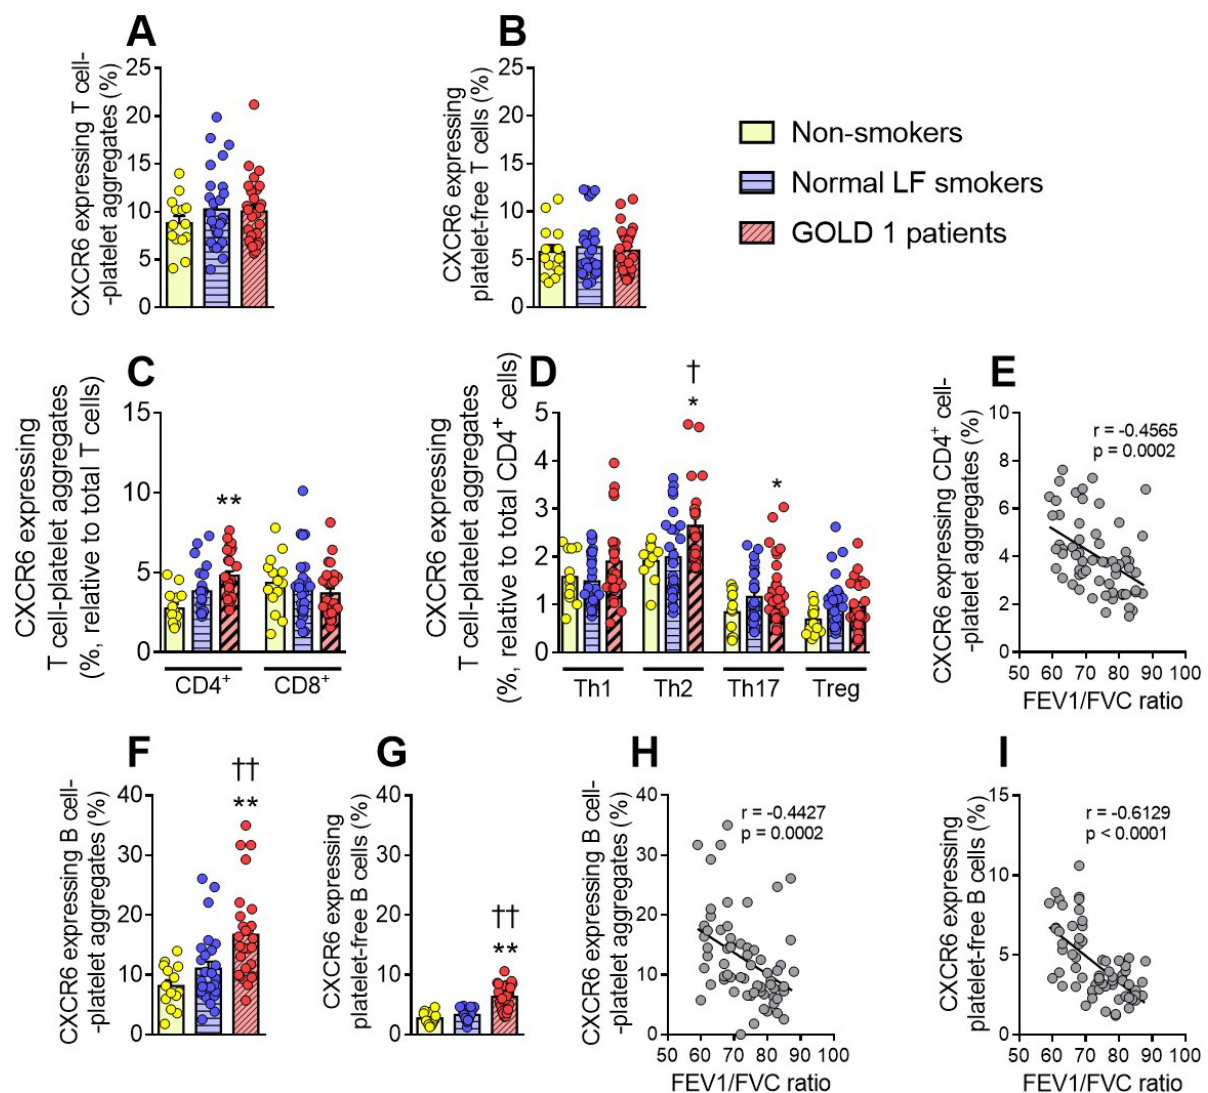 A
CXCR6 expressing T cell-
-platelet aggregates (%)
25
20
15
10
5
0
B
CXCR6 expressing
platelet-free T cells (%)
25
20
15
10
5
0
Non-smokers
Normal LF smokers
GOLD 1 patients
C
CXCR6 expressing
T cell-platelet aggregates
(%, relative to total T cells)
15
10
5
0
**
CD4⁺
CD8⁺
D
CXCR6 expressing
T cell-platelet aggregates
(%, relative to total CD4⁺ cells)
5
4
3
2
1
0
†
*
*
Th1
Th2
Th17
Treg
E
CXCR6 expressing CD4⁺ cell-
-platelet aggregates (%)
10
8
6
4
2
0
r = -0.4565
p = 0.0002
50 60 70 80 90 100
FEV1/FVC ratio
F
CXCR6 expressing B cell-
-platelet aggregates (%)
40
30
20
10
0
††
**
G
CXCR6 expressing
platelet-free B cells (%)
40
30
20
10
0
††
**
H
CXCR6 expressing B cell-
-platelet aggregates (%)
40
30
20
10
0
r = -0.4427
p = 0.0002
50 60 70 80 90 100
FEV1/FVC ratio
I
CXCR6 expressing
platelet-free B cells (%)
15
10
5
0
r = -0.6129
p < 0.0001
50 60 70 80 90 100
FEV1/FVC ratio